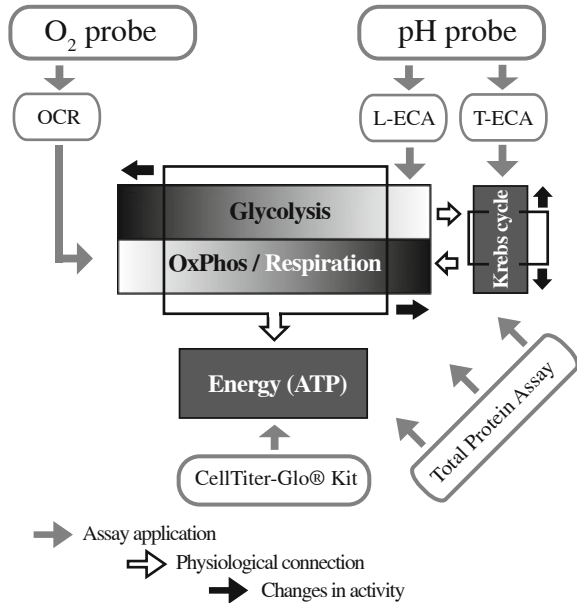 O₂ probe
pH probe
OCR
L-ECA
T-ECA
Glycolysis
OxPhos / Respiration
Krebs cycle
Energy (ATP)
Total Protein Assay
CellTiter-Glo® Kit
Assay application
Physiological connection
Changes in activity